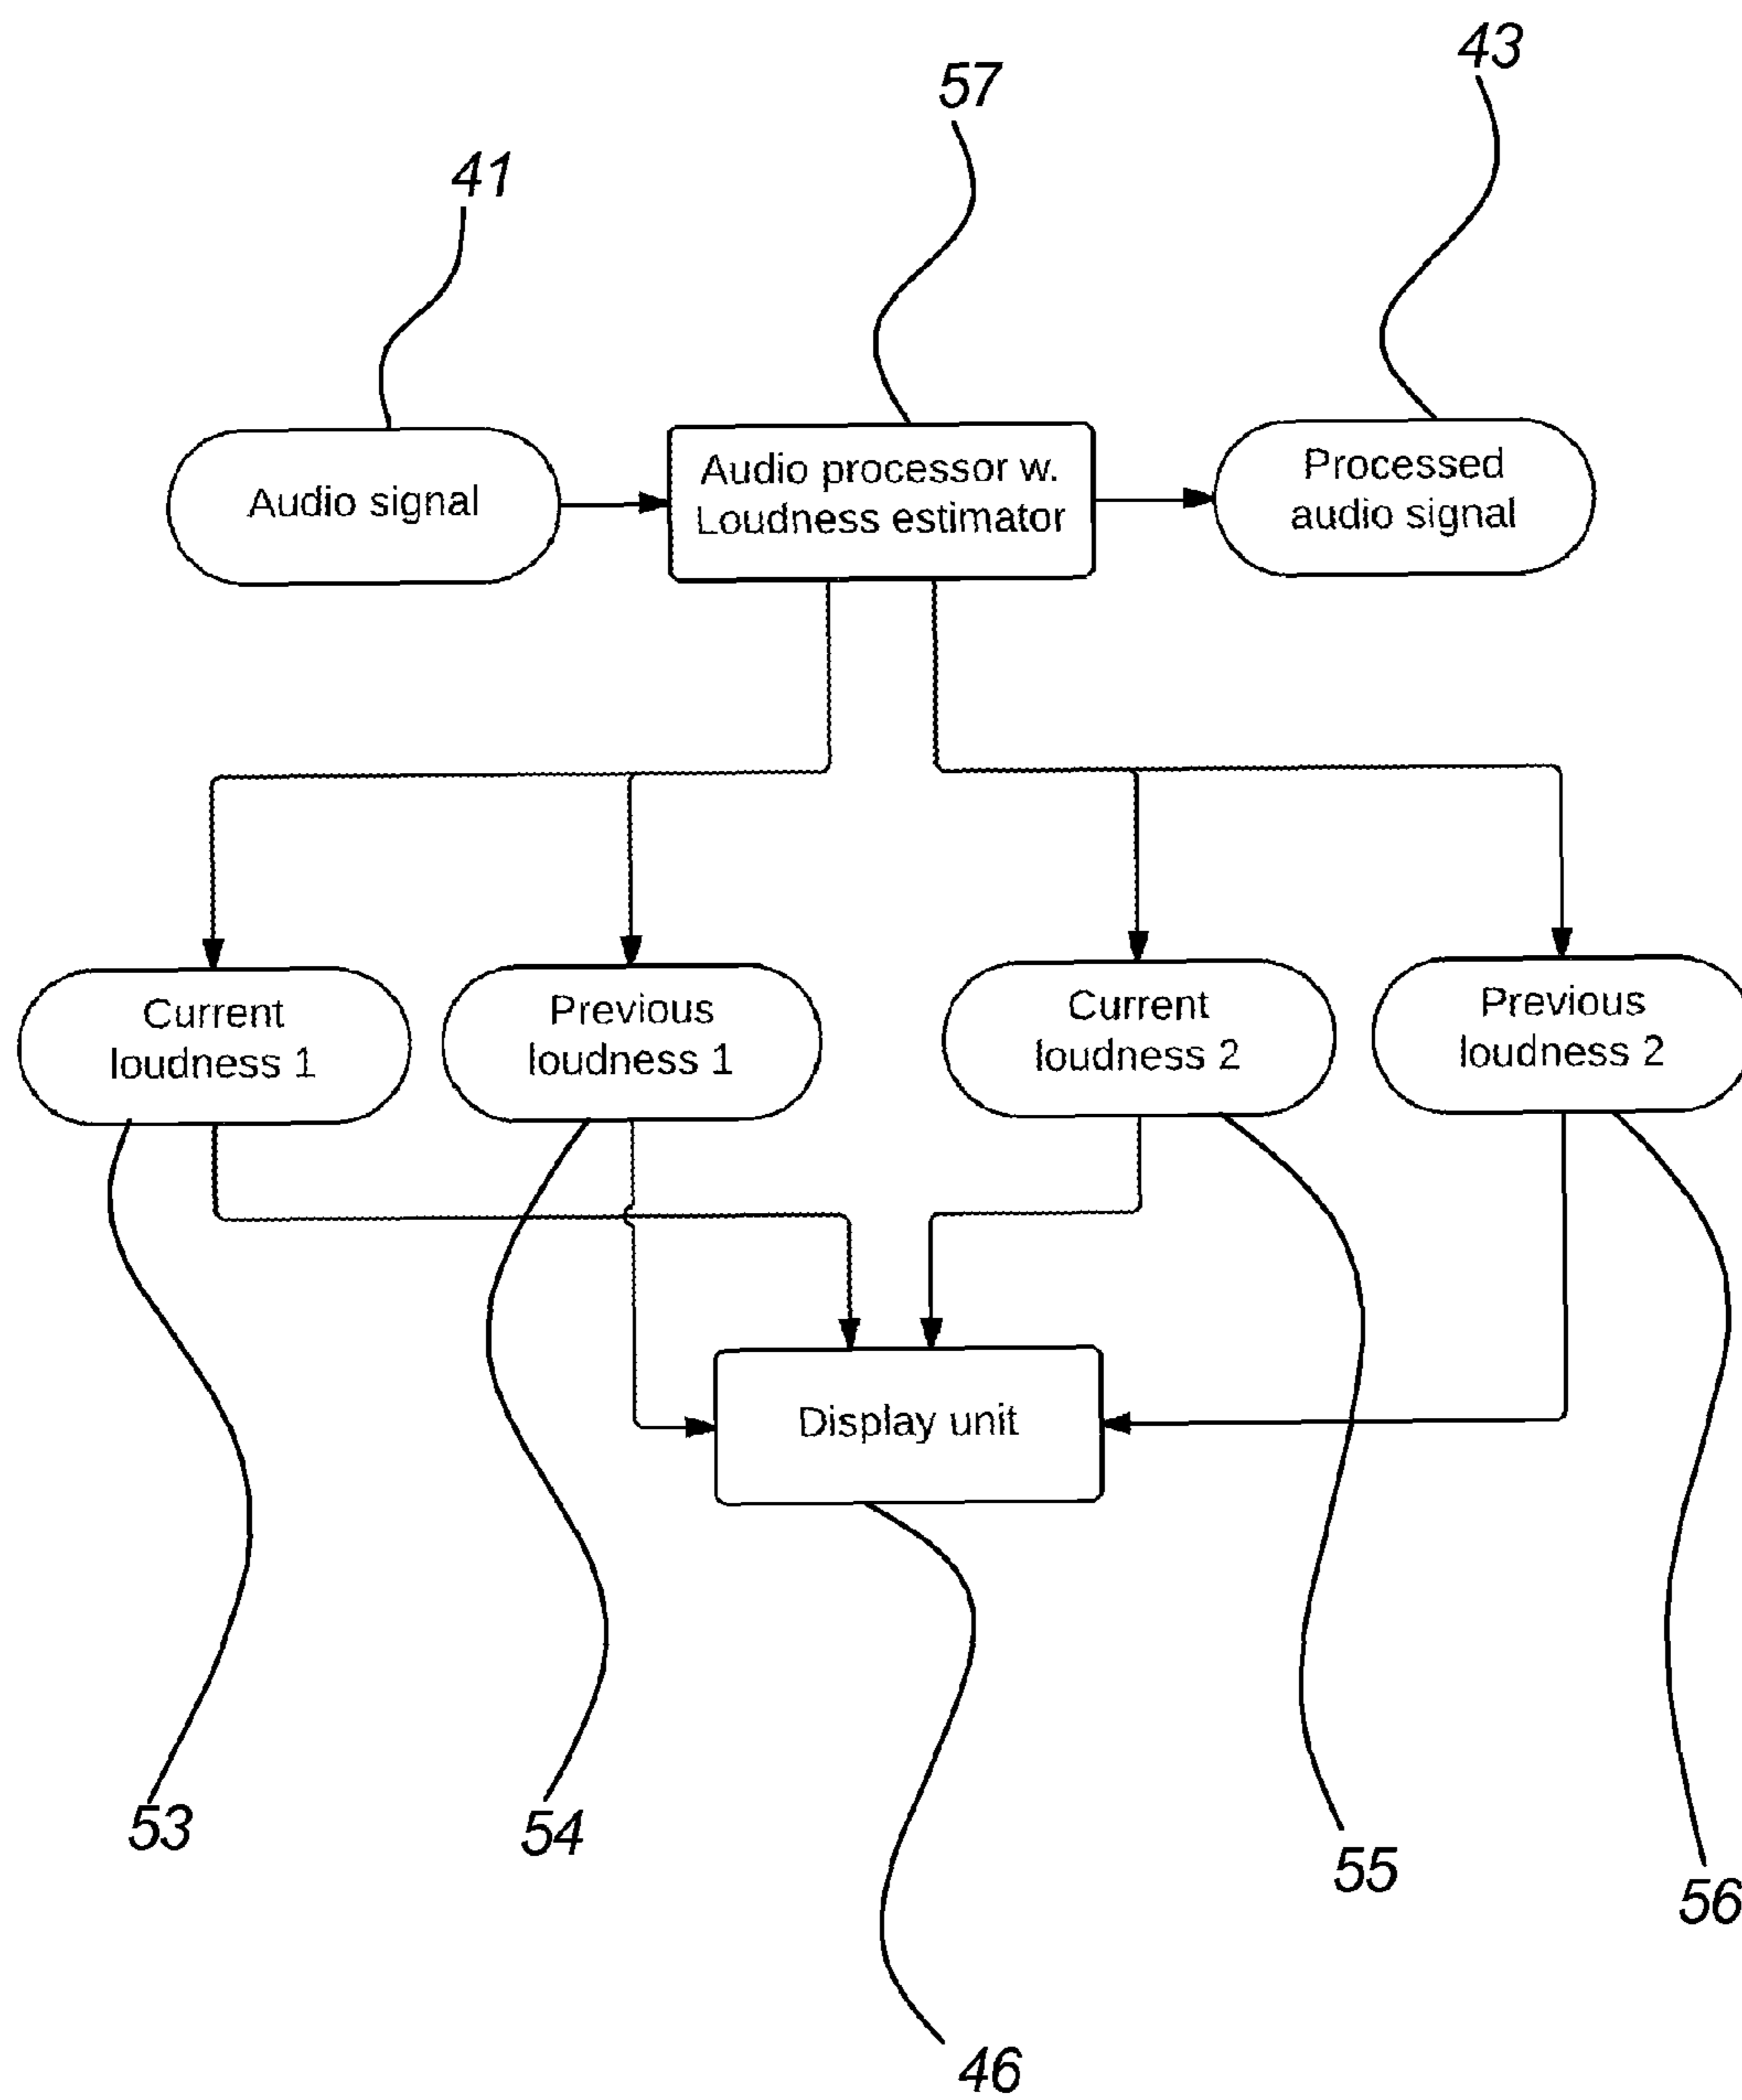 43
57
41
Audio signal
Audio processor w.
Loudness estimator
Processed
audio signal
Current
loudness 1
Previous
loudness 1
Current
loudness 2
Previous
loudness 2
Display unit
53
54
55
56
46